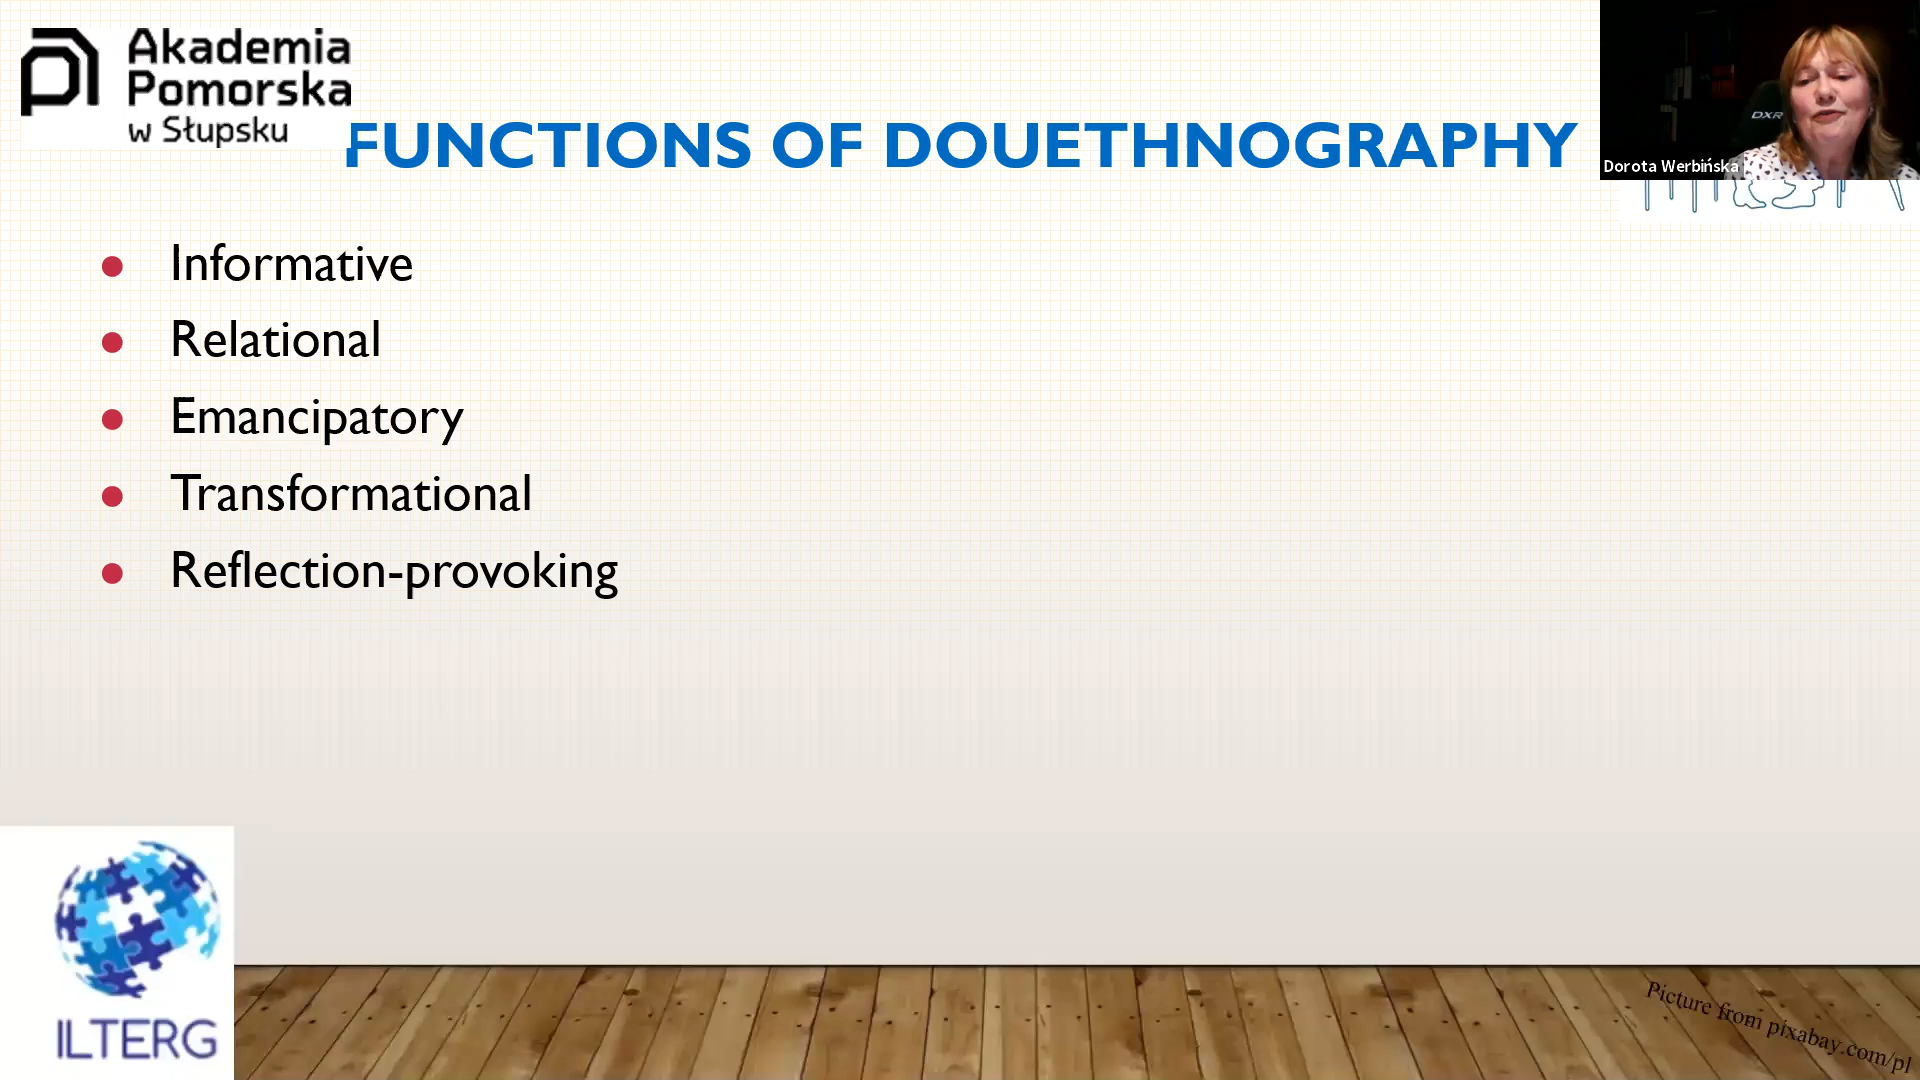 Akademia
Pomorska
w Słupsku
FUNCTIONS OF DOUETHNOGRAPHY
DXR
Dorota Werbińska
Informative
Relational
Emancipatory
Transformational
Reflection-provoking
ILTERG
Picture from pixabay.com/pl